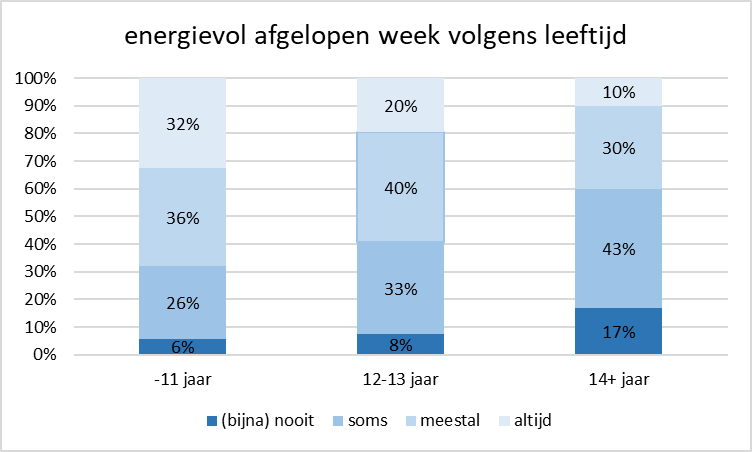 energievol afgelopen week volgens leeftijd
100%
90%
80%
70%
60%
50%
40%
30%
20%
10%
0%
32%
36%
26%
6%
20%
40%
33%
8%
10%
30%
43%
17%
-11 jaar
12-13 jaar
14+ jaar
(bijna) nooit
soms
meestal
altijd